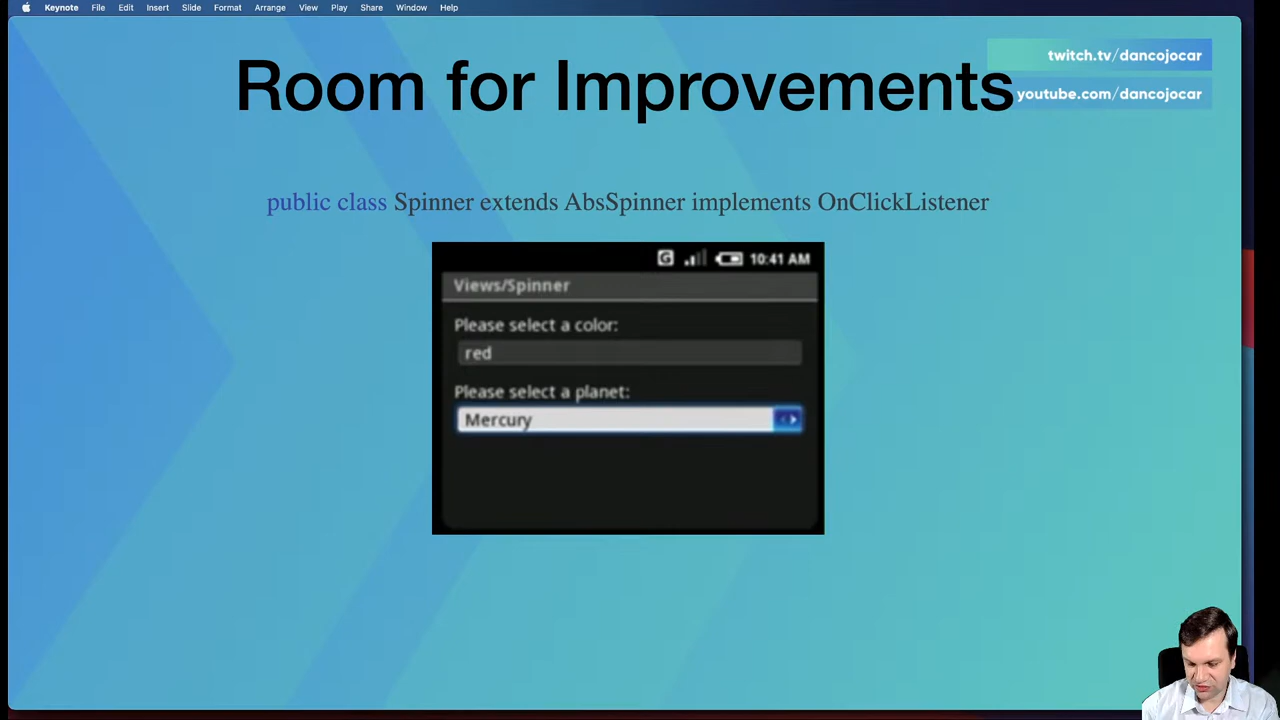 Keynote File Edit Insert Slide Format Arrange View Play Share Window Help
twitch.tv/dancojocar
Room for Improvements
youtube.com/dancojocar
public class Spinner extends AbsSpinner implements OnClickListener
G 10:41 AM
Views/Spinner
Please select a color:
red
Please select a planet:
Mercury